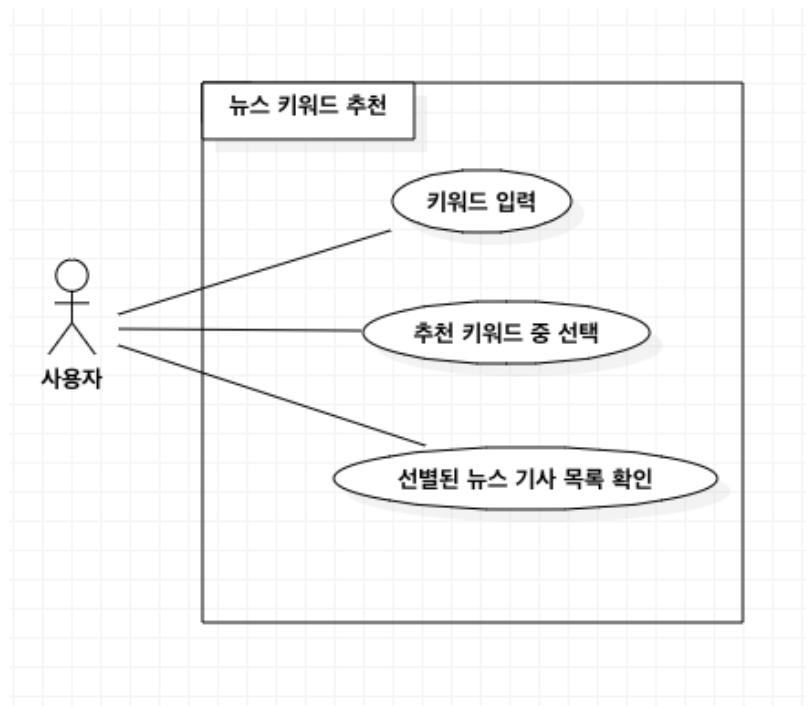 뉴스 키워드 추천
키워드 입력
추천 키워드 중 선택
사용자
선별된 뉴스 기사 목록 확인